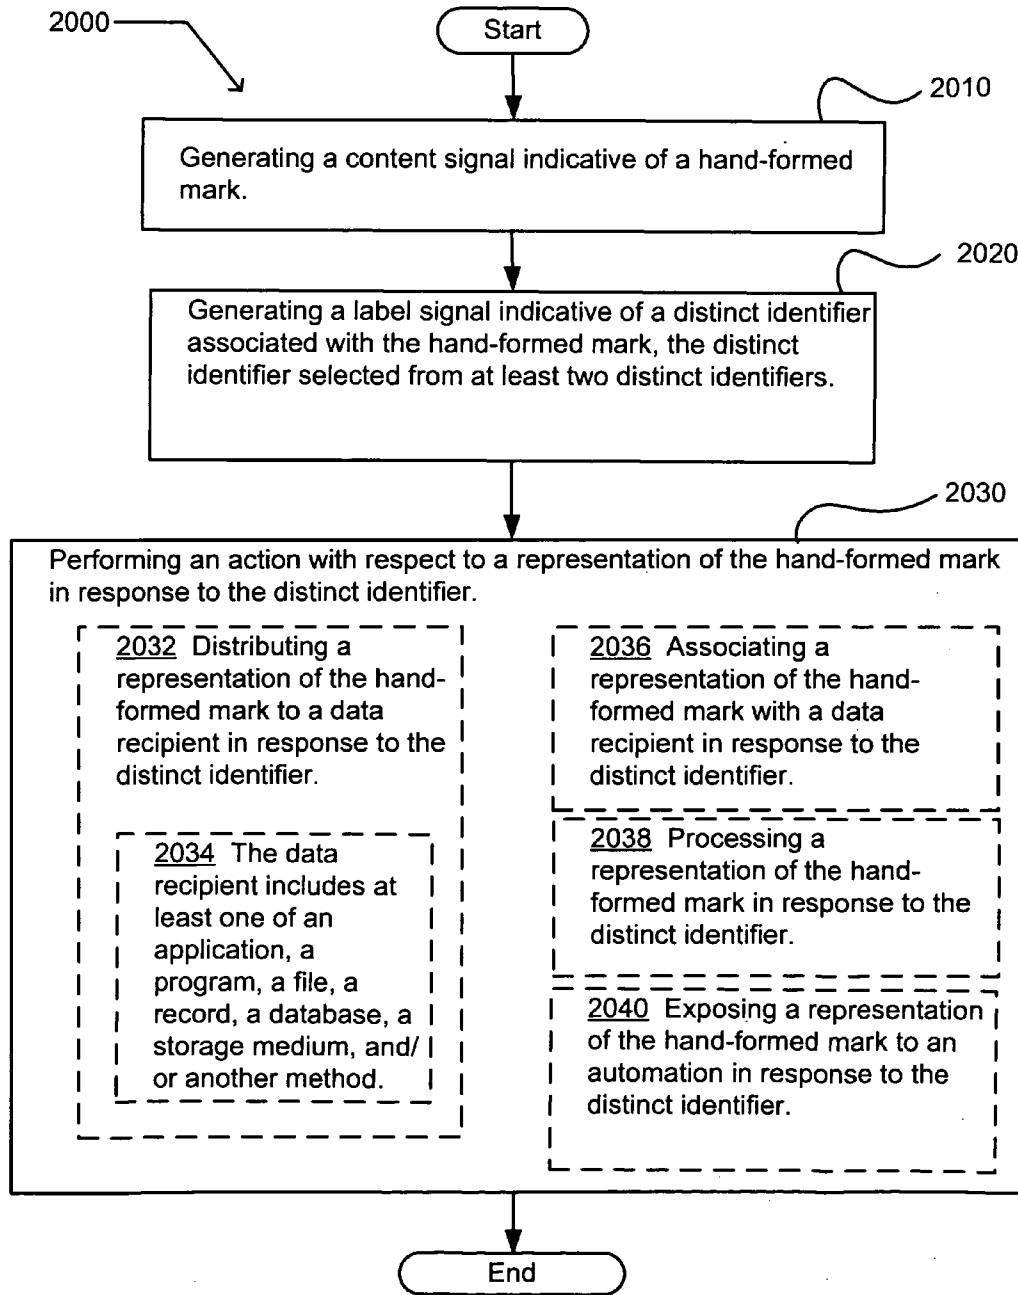 2000
Start
2010
Generating a content signal indicative of a hand-formed
mark.
2020
Generating a label signal indicative of a distinct identifier
associated with the hand-formed mark, the distinct
identifier selected from at least two distinct identifiers.
2030
Performing an action with respect to a representation of the hand-formed mark
in response to the distinct identifier.
2032 Distributing a
representation of the hand-
formed mark to a data
recipient in response to the
distinct identifier.
2034 The data
recipient includes at
least one of an
application, a
program, a file, a
record, a database, a
storage medium, and/
or another method.
2036 Associating a
representation of the hand-
formed mark with a data
recipient in response to the
distinct identifier.
2038 Processing a
representation of the hand-
formed mark in response to the
distinct identifier.
2040 Exposing a representation
of the hand-formed mark to an
automation in response to the
distinct identifier.
End